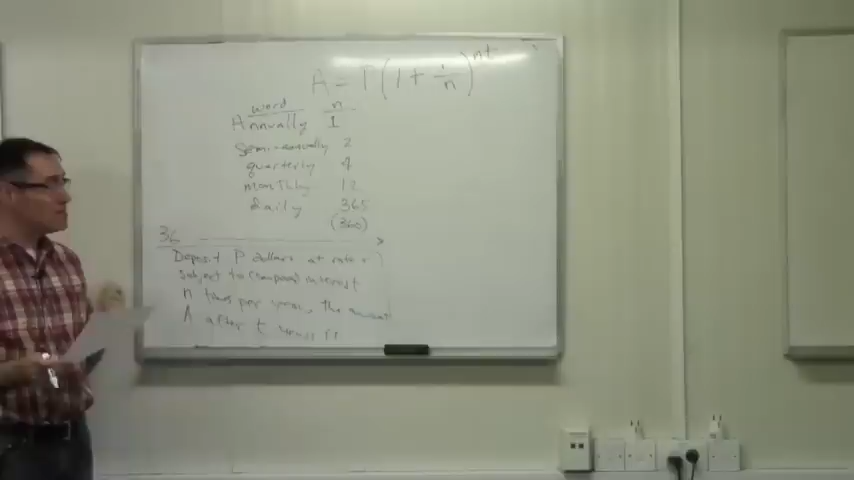 A = P(1 + r/n)^nt
word n
Annually 1
Semi-annually 2
quarterly 4
monthly 12
daily 365
(360)
36
Deposit P dollars at rate r
subject to compound interest
n times per year, the amount
A after t years is